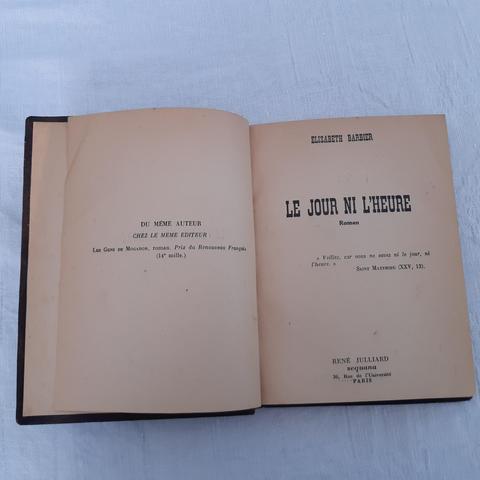 DU MÊME AUTEUR
CHEZ LE MEME EDITEUR :
LES GENS DE MOGADOR, roman. Prix du Renouveau Français
(14e mille.)
ELISABETH BARBIER
LE JOUR NI L'HEURE
Roman
« Veillez, car vous ne savez ni le jour, ni
l'heure. »
SAINT MATTHIEU (XXV, 13).
RENÉ JULLIARD
sequana
30, Rue de l'Université
PARIS